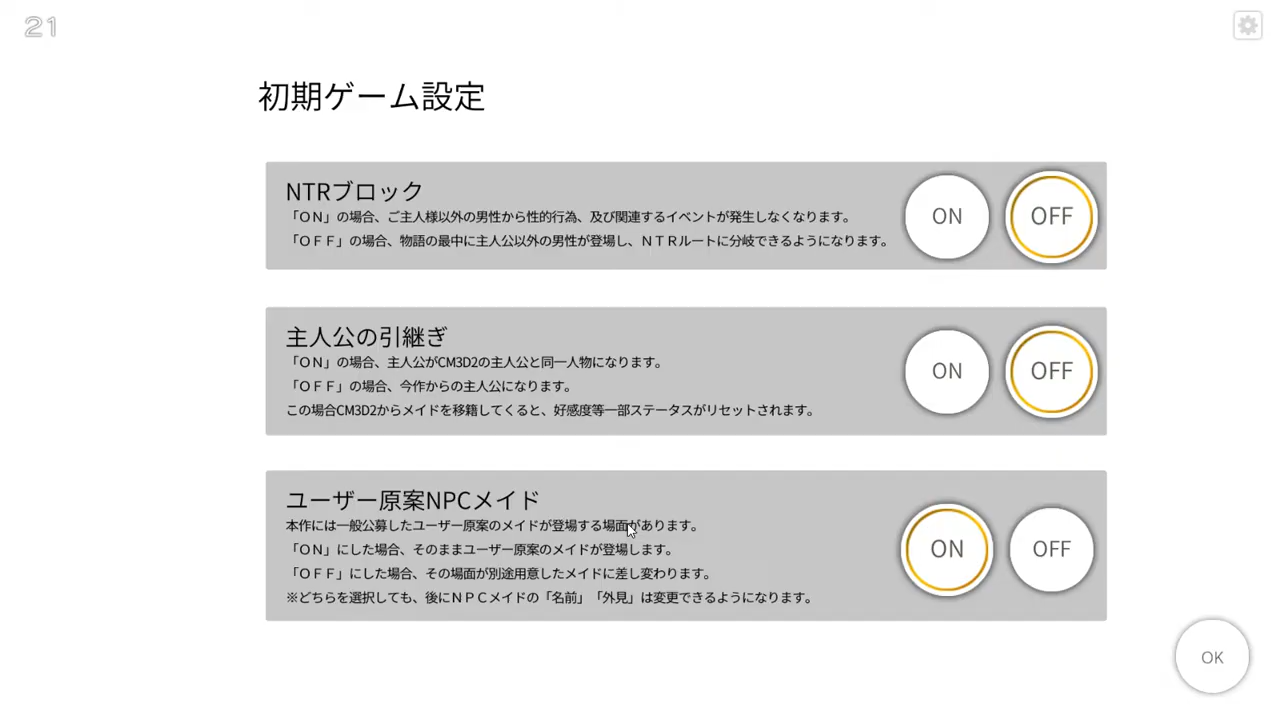 21
初期ゲーム設定
NTRブロック
「ＯＮ」の場合、ご主人様以外の男性から性的行為、及び関連するイベントが発生しなくなります。
「ＯＦＦ」の場合、物語の最中に主人公以外の男性が登場し、ＮＴＲルートに分岐できるようになります。
ON
OFF
主人公の引継ぎ
「ＯＮ」の場合、主人公がCM3D2の主人公と同一人物になります。
「ＯＦＦ」の場合、今作からの主人公になります。
この場合CM3D2からメイドを移籍してくると、好感度等一部ステータスがリセットされます。
ON
OFF
ユーザー原案NPCメイド
本作には一般公募したユーザー原案のメイドが登場する場面があります。
「ＯＮ」にした場合、そのままユーザー原案のメイドが登場します。
「ＯＦＦ」にした場合、その場面が別途用意したメイドに差し変わります。
※どちらを選択しても、後にＮＰＣメイドの「名前」「外見」は変更できるようになります。
ON
OFF
OK